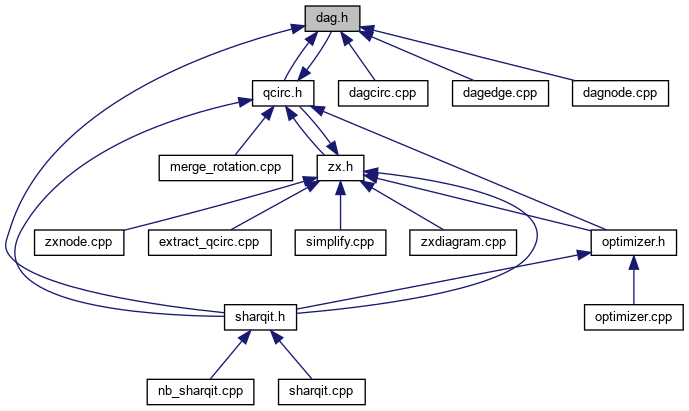 dag.h
qcirc.h
dagcirc.cpp
dagedge.cpp
dagnode.cpp
merge_rotation.cpp
zx.h
zxnode.cpp
extract_qcirc.cpp
simplify.cpp
zxdiagram.cpp
optimizer.h
sharqit.h
optimizer.cpp
nb_sharqit.cpp
sharqit.cpp